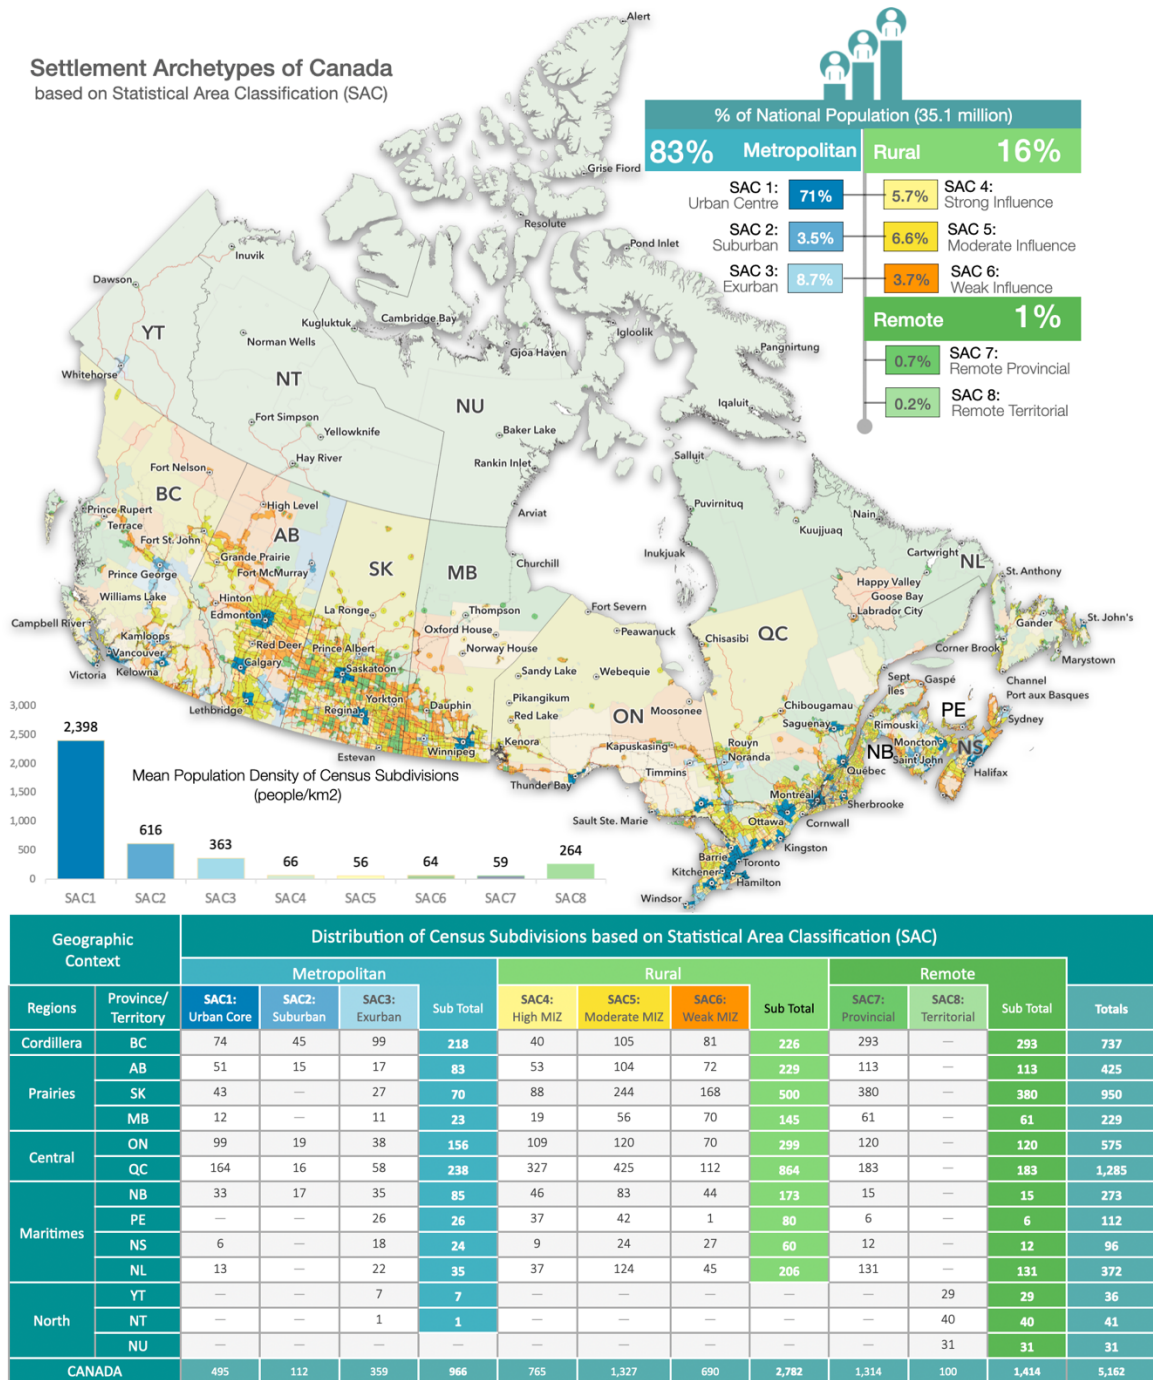 Settlement Archetypes of Canada
based on Statistical Area Classification (SAC)
% of National Population (35.1 million)
83% Metropolitan Rural 16%
SAC 1: Urban Centre 71% 5.7% SAC 4: Strong Influence
SAC 2: Suburban 3.5% 6.6% SAC 5: Moderate Influence
SAC 3: Exurban 8.7% 3.7% SAC 6: Weak Influence
Remote 1%
0.7% SAC 7: Remote Provincial
0.2% SAC 8: Remote Territorial
Alert
Grise Fiord
Resolute
Pond Inlet
Inuvik
Dawson
YT
Kugluktuk
Cambridge Bay
Igloolik
Norman Wells
Gjoa Haven
Pangnirtung
Whitehorse
NT
NU
Iqaluit
Fort Simpson
Yellowknife
Baker Lake
Hay River
Rankin Inlet
Salluit
Fort Nelson
BC
High Level
Arviat
Puvirnituq
Kuujjuaq
Nain
Prince Rupert
Terrace
Fort St. John
AB
Grande Prairie
Fort McMurray
SK
MB
Churchill
Inukjuak
Cartwright
NL
St. Anthony
Prince George
Happy Valley
Goose Bay
Labrador City
Williams Lake
Hinton
Edmonton
La Ronge
Thompson
Oxford House
Fort Severn
Peawanuck
Chisasibi
QC
Gander
St. John's
Campbell River
Kamloops
Vancouver
Red Deer
Prince Albert
Norway House
Corner Brook
Marystown
Victoria
Kelowna
Calgary
Saskatoon
Sandy Lake
Webequie
Sept
Iles
Gaspé
Channel
Port aux Basques
Lethbridge
Yorkton
Regina
Dauphin
Pikangikum
Red Lake
ON
Moosonee
Chibougamau
Saguenay
Rimouski
PE
Sydney
Estevan
Winnipeg
Kenora
Kapuskasing
Rouyn
Noranda
NB
Moncton
NS
Saint John
Thunder Bay
Timmins
Québec
Halifax
Montréal
Sherbrooke
Sault Ste. Marie
Ottawa
Cornwall
Kingston
Barrie
Toronto
Kitchener
Hamilton
Windsor
Mean Population Density of Census Subdivisions
(people/km2)
3,000
2,500
2,000
1,500
1,000
500
0
2,398 616 363 66 56 64 59 264
SAC1 SAC2 SAC3 SAC4 SAC5 SAC6 SAC7 SAC8
Geographic Context Distribution of Census Subdivisions based on Statistical Area Classification (SAC)
Metropolitan Rural Remote
Regions Province/ Territory SAC1: Urban Core SAC2: Suburban SAC3: Exurban Sub Total SAC4: High MIZ SAC5: Moderate MIZ SAC6: Weak MIZ Sub Total SAC7: Provincial SAC8: Territorial Sub Total Totals
Cordillera BC 74 45 99 218 40 105 81 226 293 — 293 737
Prairies AB 51 15 17 83 53 104 72 229 113 — 113 425
SK 43 — 27 70 88 244 168 500 380 — 380 950
MB 12 — 11 23 19 56 70 145 61 — 61 229
Central ON 99 19 38 156 109 120 70 299 120 — 120 575
QC 164 16 58 238 327 425 112 864 183 — 183 1,285
Maritimes NB 33 17 35 85 46 83 44 173 15 — 15 273
PE — — 26 26 37 42 1 80 6 — 6 112
NS 6 — 18 24 9 24 27 60 12 — 12 96
NL 13 — 22 35 37 124 45 206 131 — 131 372
North YT — — 7 7 — — — — — 29 29 36
NT — — 1 1 — — — — — 40 40 41
NU — — — — — — — — — 31 31 31
CANADA 495 112 359 966 765 1,327 690 2,782 1,314 100 1,414 5,162